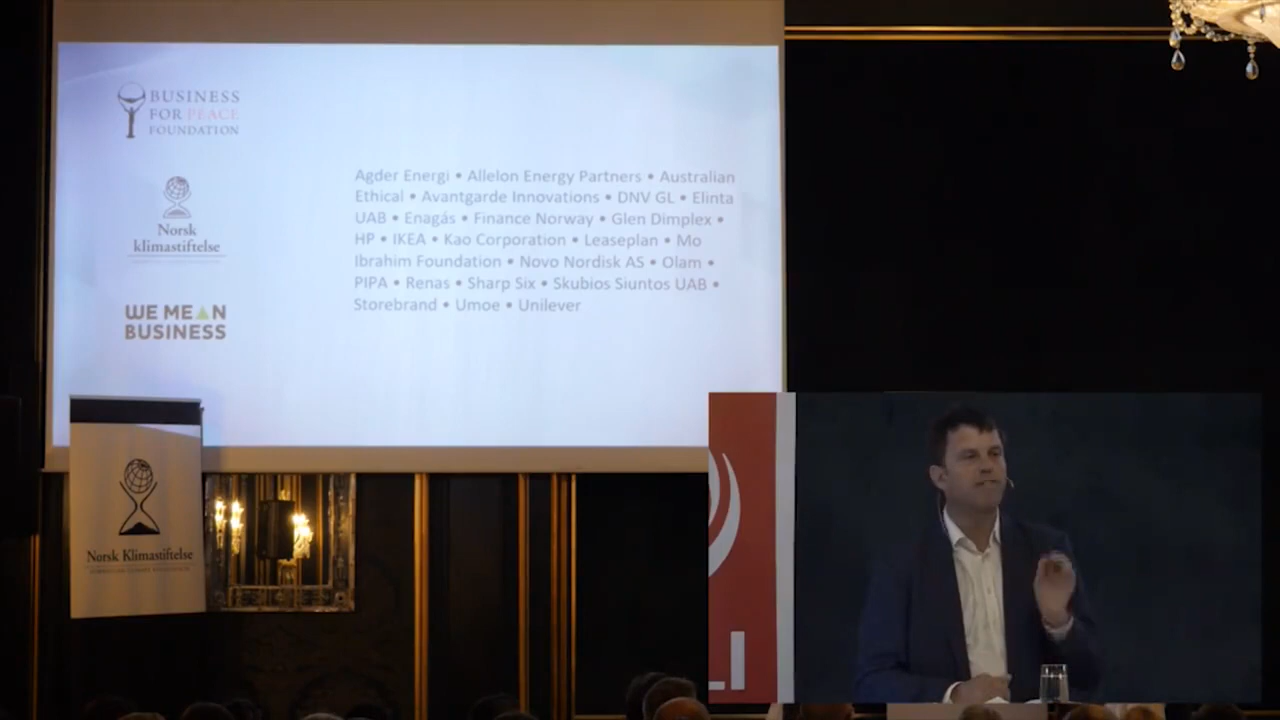 BUSINESS
FOR PEACE
FOUNDATION
Norsk
klimastiftelse
WE MEAN
BUSINESS
Agder Energi • Allelon Energy Partners • Australian
Ethical • Avantgarde Innovations • DNV GL • Elinta
UAB • Enagás • Finance Norway • Glen Dimplex •
HP • IKEA • Kao Corporation • Leaseplan • Mo
Ibrahim Foundation • Novo Nordisk AS • Olam •
PIPA • Renas • Sharp Six • Skubios Siuntos UAB •
Storebrand • Umoe • Unilever
Norsk Klimastiftelse
LI